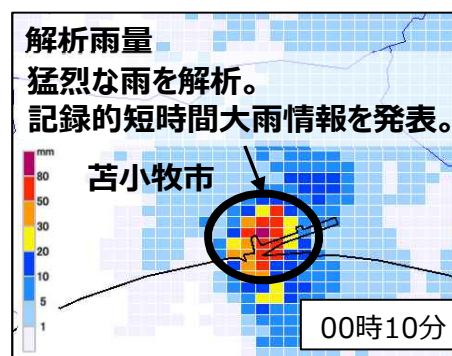 解析雨量
猛烈な雨を解析。
記録的短時間大雨情報を発表。
mm
80
50
30
20
10
5
1
苫小牧市
00時10分